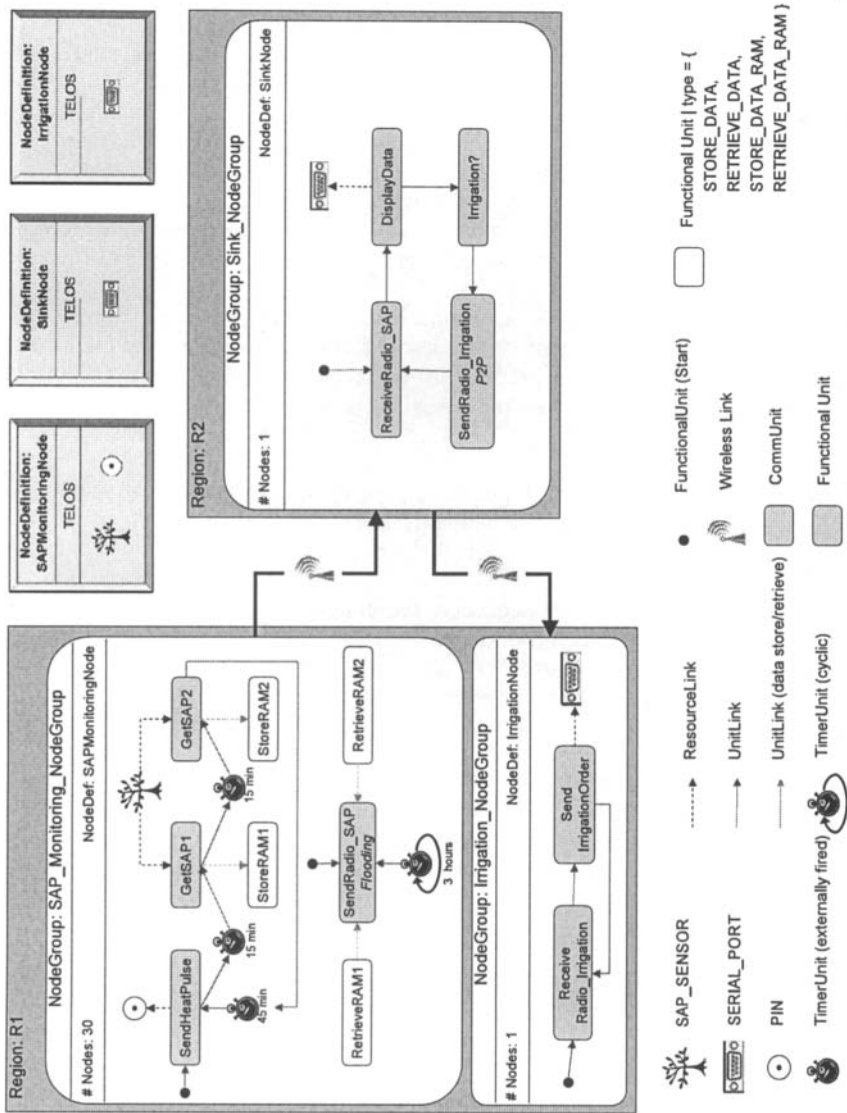 Region: R1
NodeGroup: SAP_Monitoring_NodeGroup
# Nodes: 30
NodeDef: SAPMonitoringNode
SendHeatPulse
GetSAP1
GetSAP2
15 min
15 min
45 min
StoreRAM1
StoreRAM2
RetrieveRAM1
SendRadio_SAP
Flooding
RetrieveRAM2
3 hours
NodeGroup: Irrigation_NodeGroup
# Nodes: 1
NodeDef: IrrigationNode
Receive
Radio_Irrigation
Send
IrrigationOrder
NodeDefinition:
SAPMonitoringNode
TELOS
NodeDefinition:
SinkNode
TELOS
NodeDefinition:
IrrigationNode
TELOS
Region: R2
NodeGroup: Sink_NodeGroup
# Nodes: 1
NodeDef: SinkNode
ReceiveRadio_SAP
DisplayData
SendRadio_Irrigation
P2P
Irrigation?
SAP_SENSOR
SERIAL_PORT
PIN
TimerUnit (externally fired)
ResourceLink
UnitLink
UnitLink (data store/retrieve)
TimerUnit (cyclic)
FunctionalUnit (Start)
Wireless Link
CommUnit
Functional Unit
Functional Unit | type = {
STORE_DATA,
RETRIEVE_DATA,
STORE_DATA_RAM,
RETRIEVE_DATA_RAM }